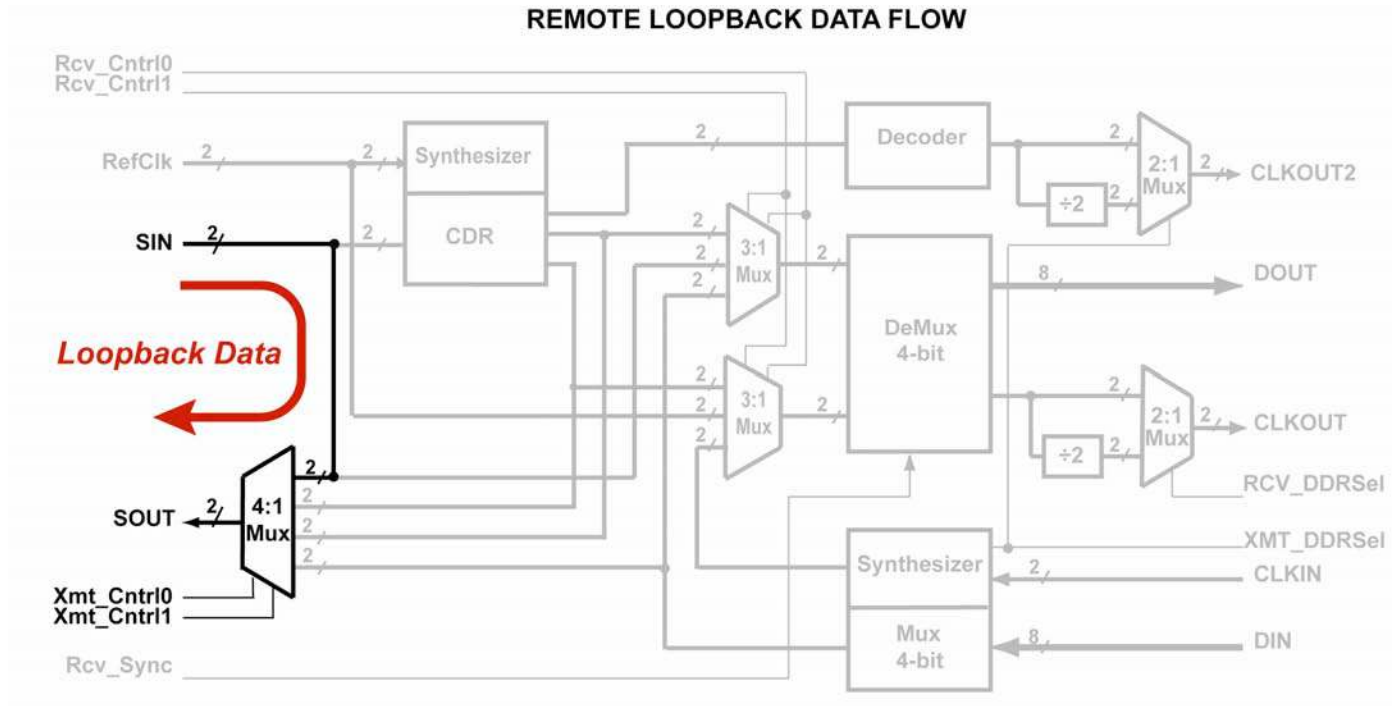 REMOTE LOOPBACK DATA FLOW
Rcv_Cntrl0
Rcv_Cntrl1
RefClk
2
2
Synthesizer
CDR
2
Decoder
2
÷2
2
2:1
Mux
2
CLKOUT2
SIN
2
2
2
2
2
3:1
Mux
2
8
DOUT
Loopback Data
DeMux
4-bit
2
2
2
3:1
Mux
2
2
÷2
2
2:1
Mux
2
CLKOUT
RCV_DDRSel
SOUT
2
4:1
Mux
2
2
2
2
XMT_DDRSel
Synthesizer
2
CLKIN
Xmt_Cntrl0
Xmt_Cntrl1
Mux
4-bit
8
DIN
Rcv_Sync